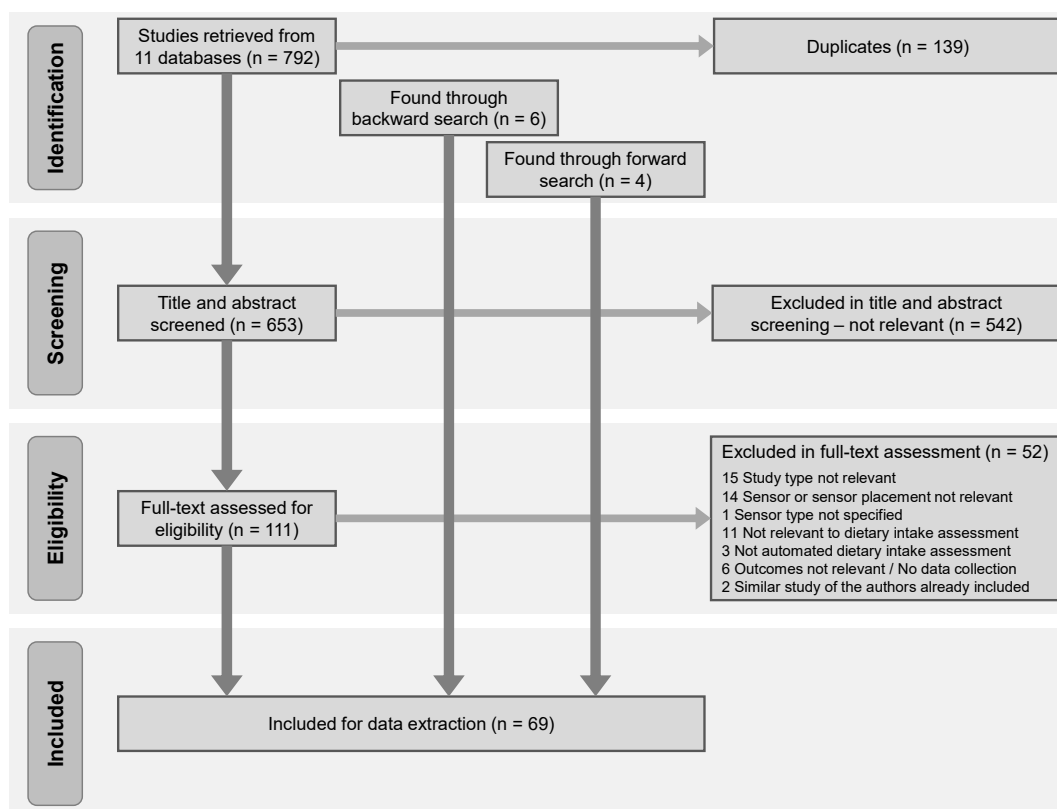 Identification
Studies retrieved from
11 databases (n = 792)
Duplicates (n = 139)
Found through
backward search (n = 6)
Found through forward
search (n = 4)
Screening
Title and abstract
screened (n = 653)
Excluded in title and abstract
screening – not relevant (n = 542)
Eligibility
Full-text assessed for
eligibility (n = 111)
Excluded in full-text assessment (n = 52)
15 Study type not relevant
14 Sensor or sensor placement not relevant
1 Sensor type not specified
11 Not relevant to dietary intake assessment
3 Not automated dietary intake assessment
6 Outcomes not relevant / No data collection
2 Similar study of the authors already included
Included
Included for data extraction (n = 69)